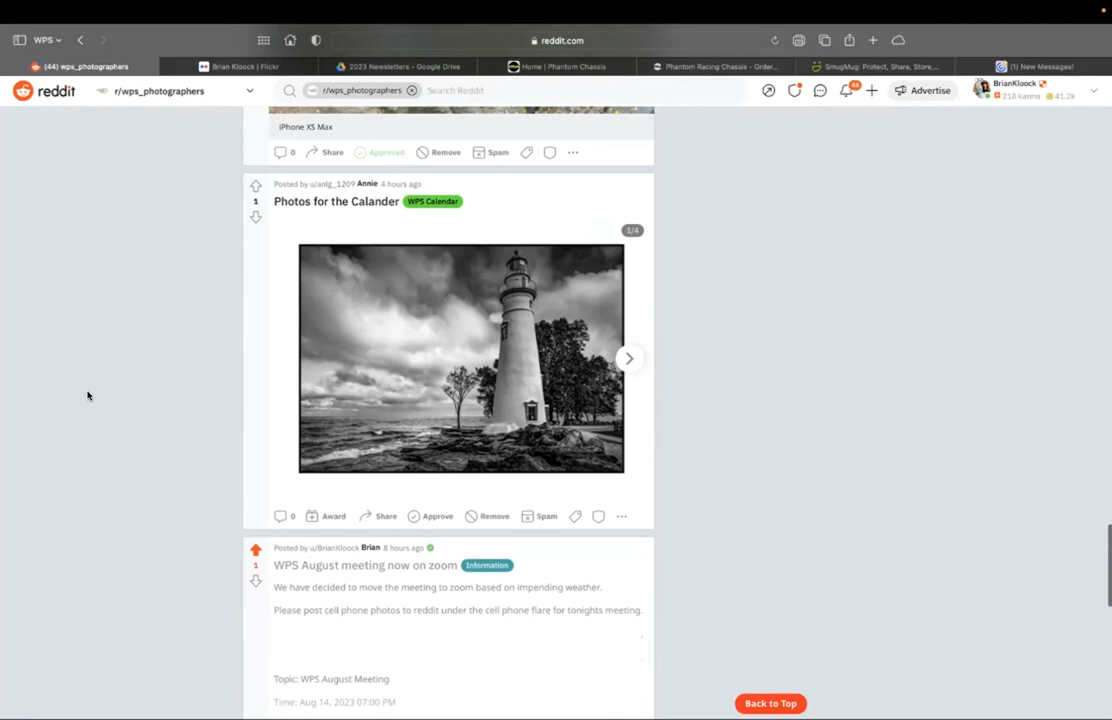 WPS
reddit.com
(44) wps_photographers
Brian Kloock | Flickr
2023 Newsletters – Google Drive
Home | Phantom Chassis
Phantom Racing Chassis - Order...
SmugMug: Protect, Share, Store,...
(1) New Messages!
reddit
r/wps_photographers
r/wps_photographers
Search Reddit
44
Advertise
BrianKloock
218 karma
41.2k
iPhone XS Max
0 Share Approved Remove Spam
Posted by u/anlg_1209 Annie 4 hours ago
1
Photos for the Calander WPS Calendar
1/4
0 Award Share Approve Remove Spam
Posted by u/BrianKloock Brian 8 hours ago
1
WPS August meeting now on zoom Information
We have decided to move the meeting to zoom based on impending weather.
Please post cell phone photos to reddit under the cell phone flare for tonights meeting.
Topic: WPS August Meeting
Time: Aug 14, 2023 07:00 PM
Back to Top